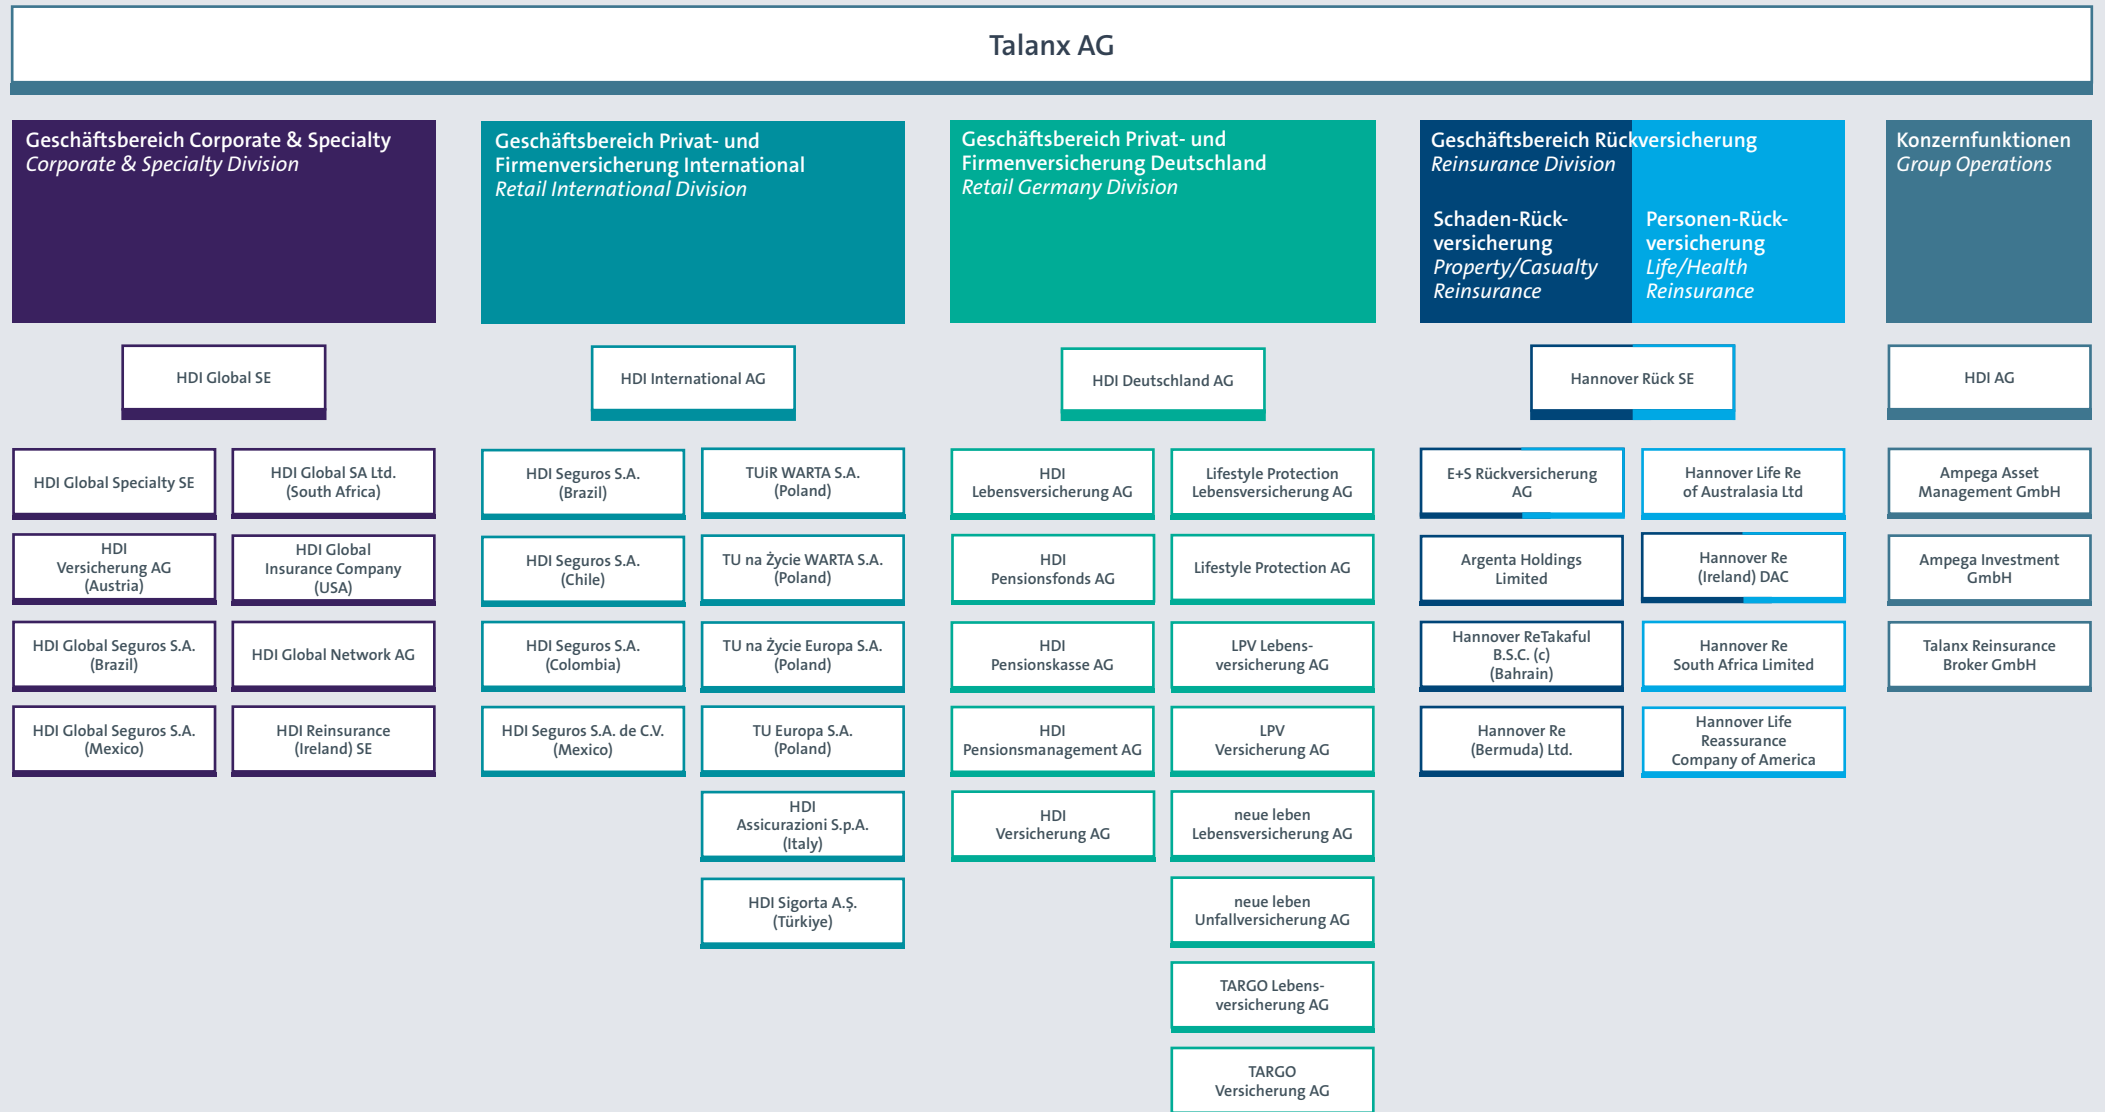 Talanx AG
Geschäftsbereich Corporate & Specialty
Corporate & Specialty Division
Geschäftsbereich Privat- und
Firmenversicherung International
Retail International Division
Geschäftsbereich Privat- und
Firmenversicherung Deutschland
Retail Germany Division
Geschäftsbereich Rückversicherung
Reinsurance Division
Schaden-Rück-
versicherung
Property/Casualty
Reinsurance
Personen-Rück-
versicherung
Life/Health
Reinsurance
Konzernfunktionen
Group Operations
HDI Global SE
HDI International AG
HDI Deutschland AG
Hannover Rück SE
HDI AG
HDI Global Specialty SE
HDI Global SA Ltd.
(South Africa)
HDI
Versicherung AG
(Austria)
HDI Global
Insurance Company
(USA)
HDI Global Seguros S.A.
(Brazil)
HDI Global Network AG
HDI Global Seguros S.A.
(Mexico)
HDI Reinsurance
(Ireland) SE
HDI Seguros S.A.
(Brazil)
TUiR WARTA S.A.
(Poland)
HDI Seguros S.A.
(Chile)
TU na Życie WARTA S.A.
(Poland)
HDI Seguros S.A.
(Colombia)
TU na Życie Europa S.A.
(Poland)
HDI Seguros S.A. de C.V.
(Mexico)
TU Europa S.A.
(Poland)
HDI
Assicurazioni S.p.A.
(Italy)
HDI Sigorta A.Ş.
(Türkiye)
HDI
Lebensversicherung AG
Lifestyle Protection
Lebensversicherung AG
HDI
Pensionsfonds AG
Lifestyle Protection AG
HDI
Pensionskasse AG
LPV Lebens-
versicherung AG
HDI
Pensionsmanagement AG
LPV
Versicherung AG
HDI
Versicherung AG
neue leben
Lebensversicherung AG
neue leben
Unfallversicherung AG
TARGO Lebens-
versicherung AG
TARGO
Versicherung AG
E+S Rückversicherung
AG
Hannover Life Re
of Australasia Ltd
Argenta Holdings
Limited
Hannover Re
(Ireland) DAC
Hannover ReTakaful
B.S.C. (c)
(Bahrain)
Hannover Re
South Africa Limited
Hannover Re
(Bermuda) Ltd.
Hannover Life
Reassurance
Company of America
Ampega Asset
Management GmbH
Ampega Investment
GmbH
Talanx Reinsurance
Broker GmbH